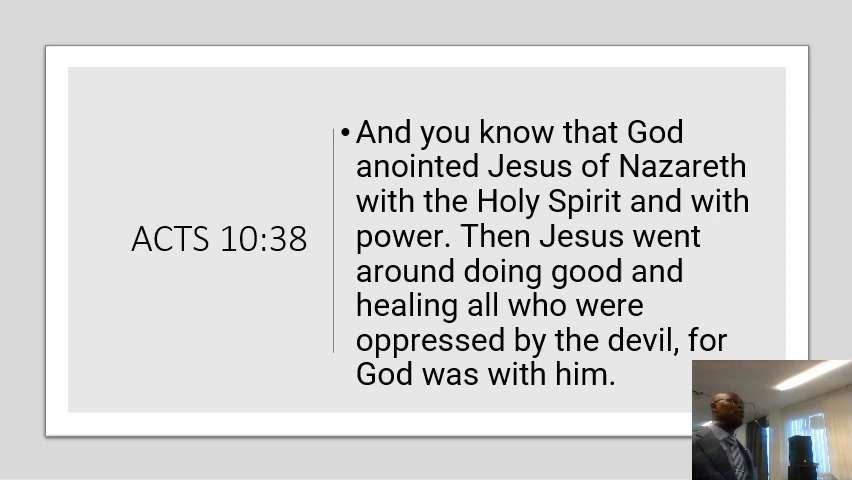 ACTS 10:38
• And you know that God
anointed Jesus of Nazareth
with the Holy Spirit and with
power. Then Jesus went
around doing good and
healing all who were
oppressed by the devil, for
God was with him.